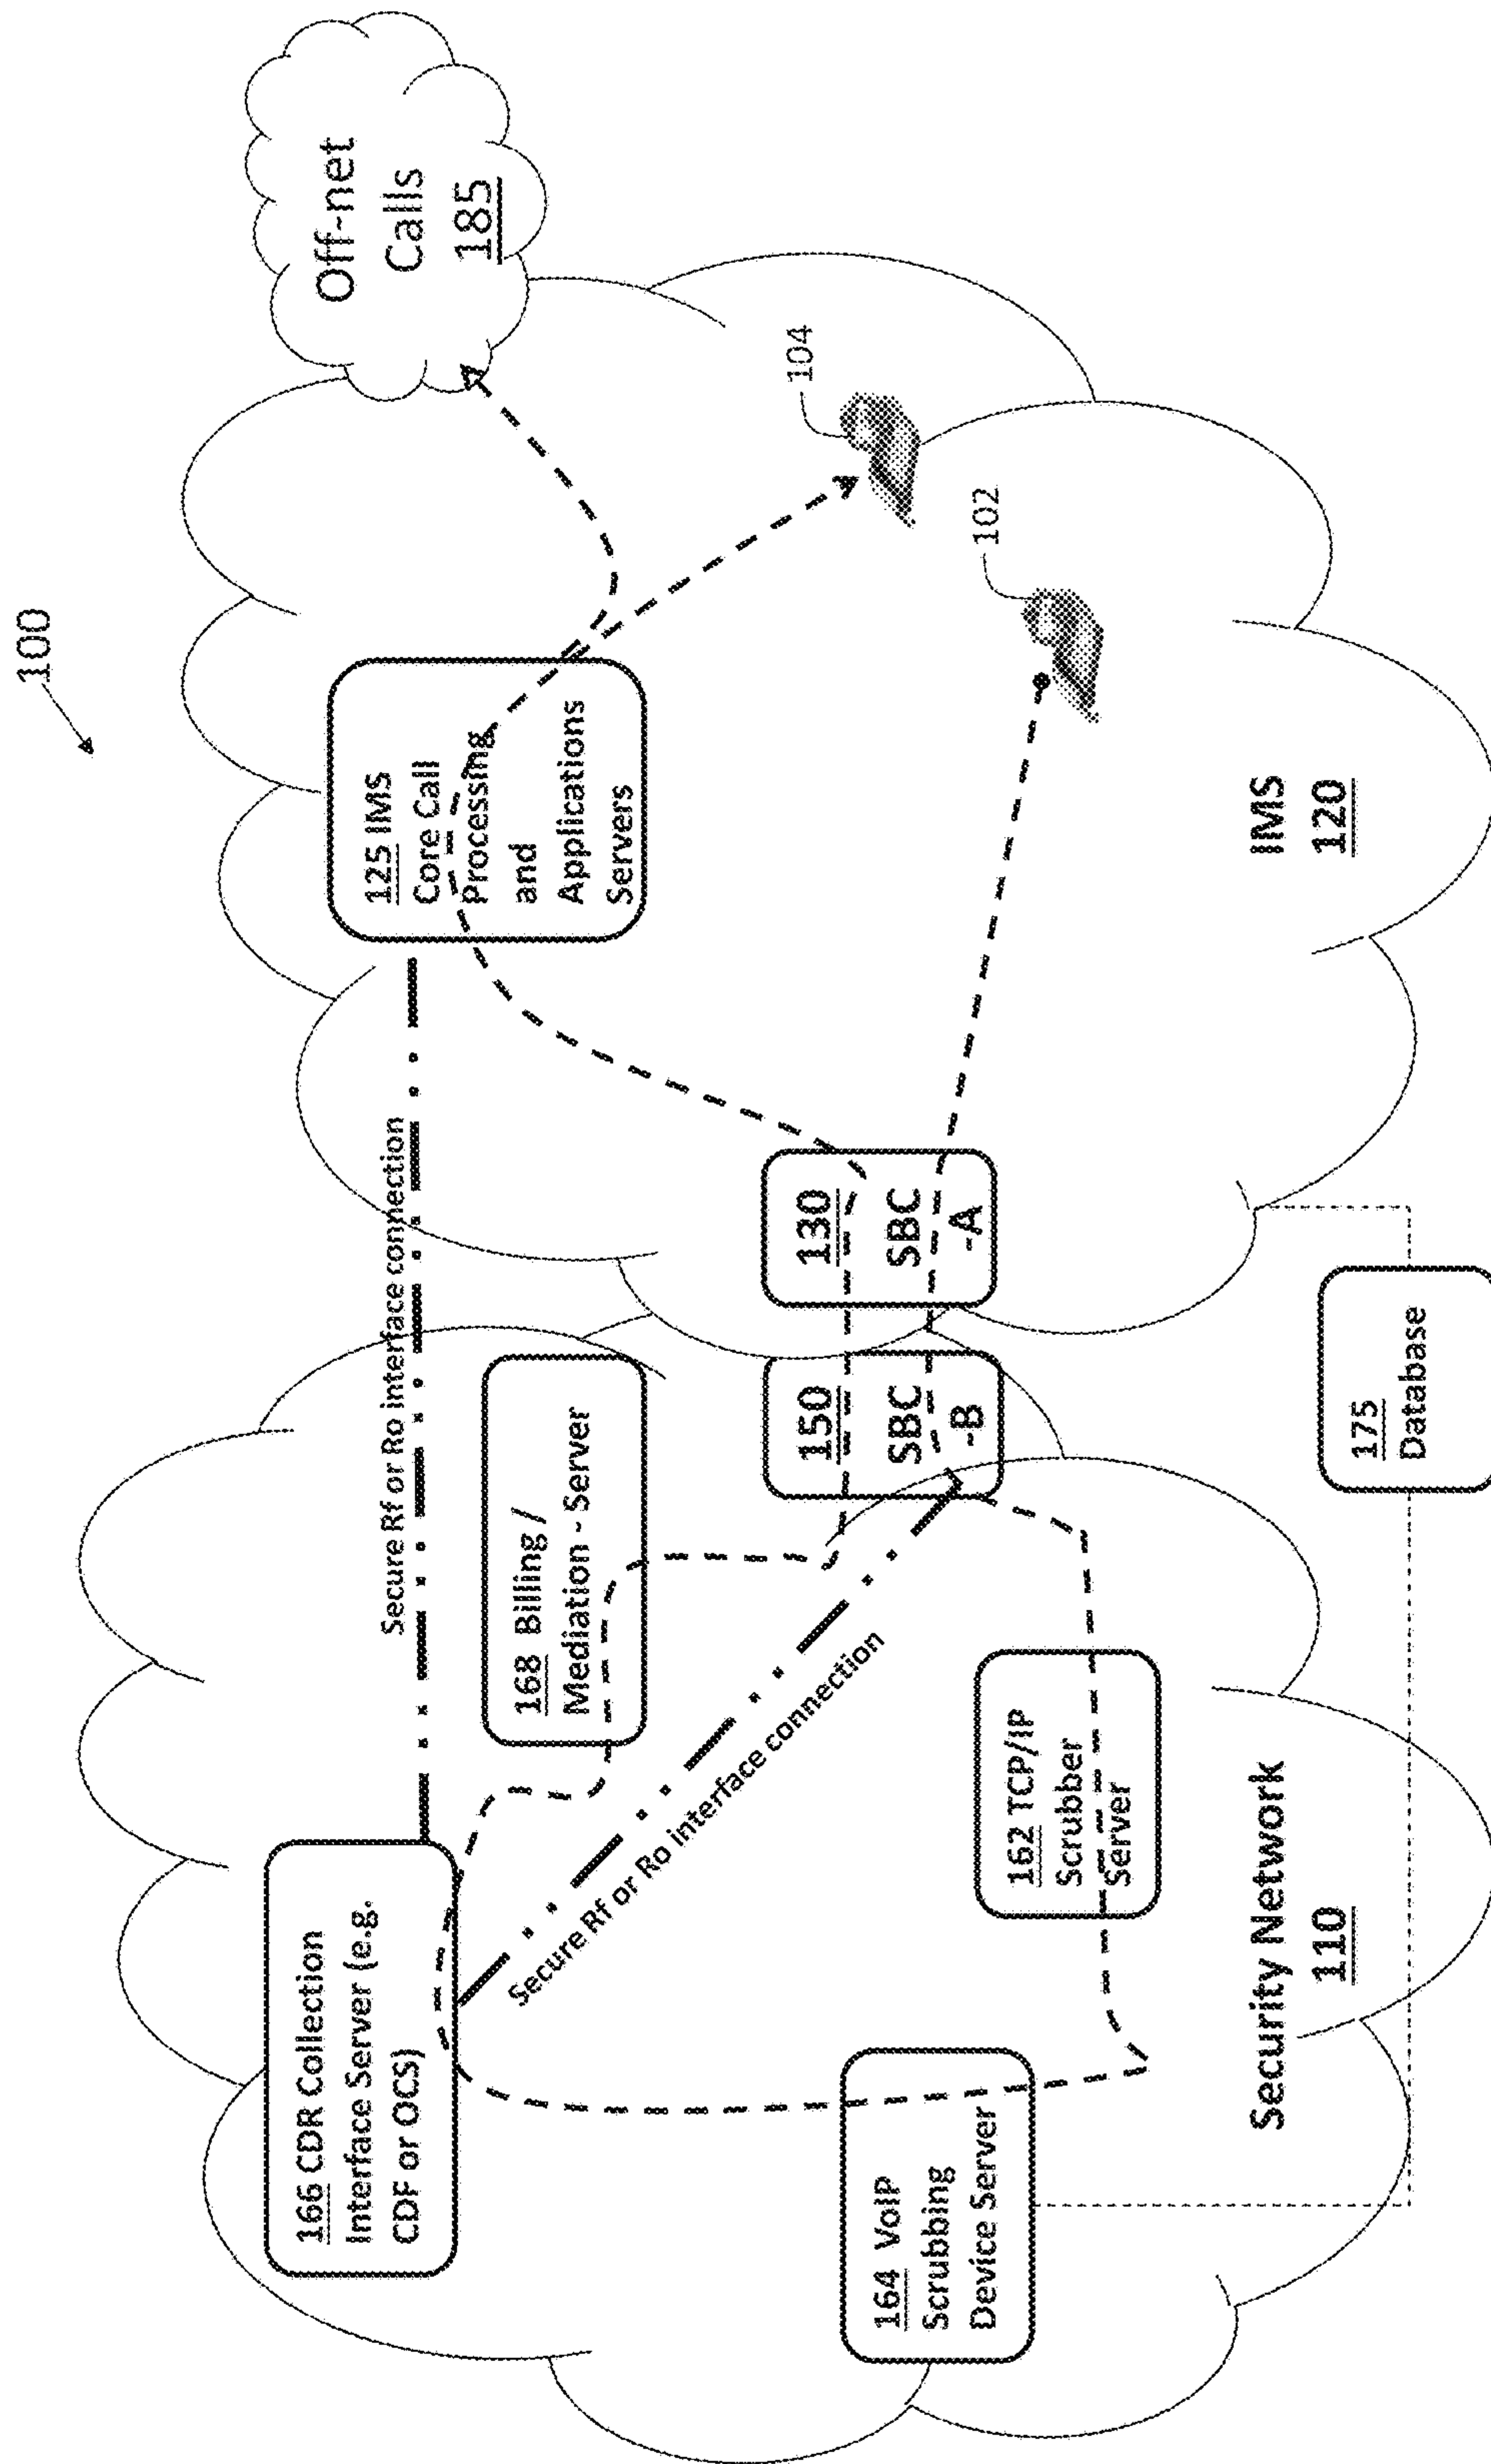 100
Off-net
Calls
185
125 IMS
Core Call
Processing
and
Applications
Servers
104
102
IMS
120
Secure Rf or Ro interface connection
130
SBC
-A
150
SBC
-B
168 Billing /
Mediation - Server
166 CDR Collection
Interface Server (e.g.
CDF or OCS)
Secure Rf or Ro interface connection
162 TCP/IP
Scrubber
Server
164 VoIP
Scrubbing
Device Server
Security Network
110
175
Database